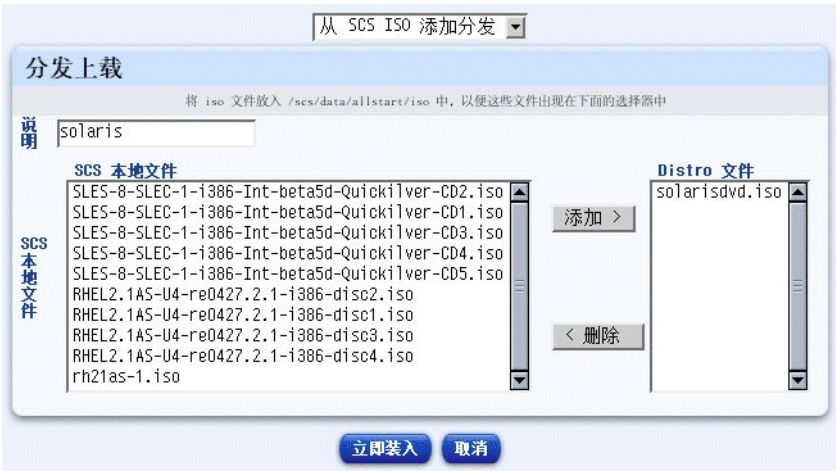 从 SCS ISO 添加分发
分发上载
将 iso 文件放入 /scs/data/allstart/iso 中，以便这些文件出现在下面的选择器中
说明
solaris
SCS 本地文件
Distro 文件
SCS 本地文件
SLES-8-SLEC-1-i386-Int-beta5d-Quickilver-CD2.iso
SLES-8-SLEC-1-i386-Int-beta5d-Quickilver-CD1.iso
SLES-8-SLEC-1-i386-Int-beta5d-Quickilver-CD3.iso
SLES-8-SLEC-1-i386-Int-beta5d-Quickilver-CD4.iso
SLES-8-SLEC-1-i386-Int-beta5d-Quickilver-CD5.iso
RHEL2.1AS-U4-re0427.2.1-i386-disc2.iso
RHEL2.1AS-U4-re0427.2.1-i386-disc1.iso
RHEL2.1AS-U4-re0427.2.1-i386-disc3.iso
RHEL2.1AS-U4-re0427.2.1-i386-disc4.iso
rh21as-1.iso
添加 >
< 删除
solarisdvd.iso
立即装入
取消